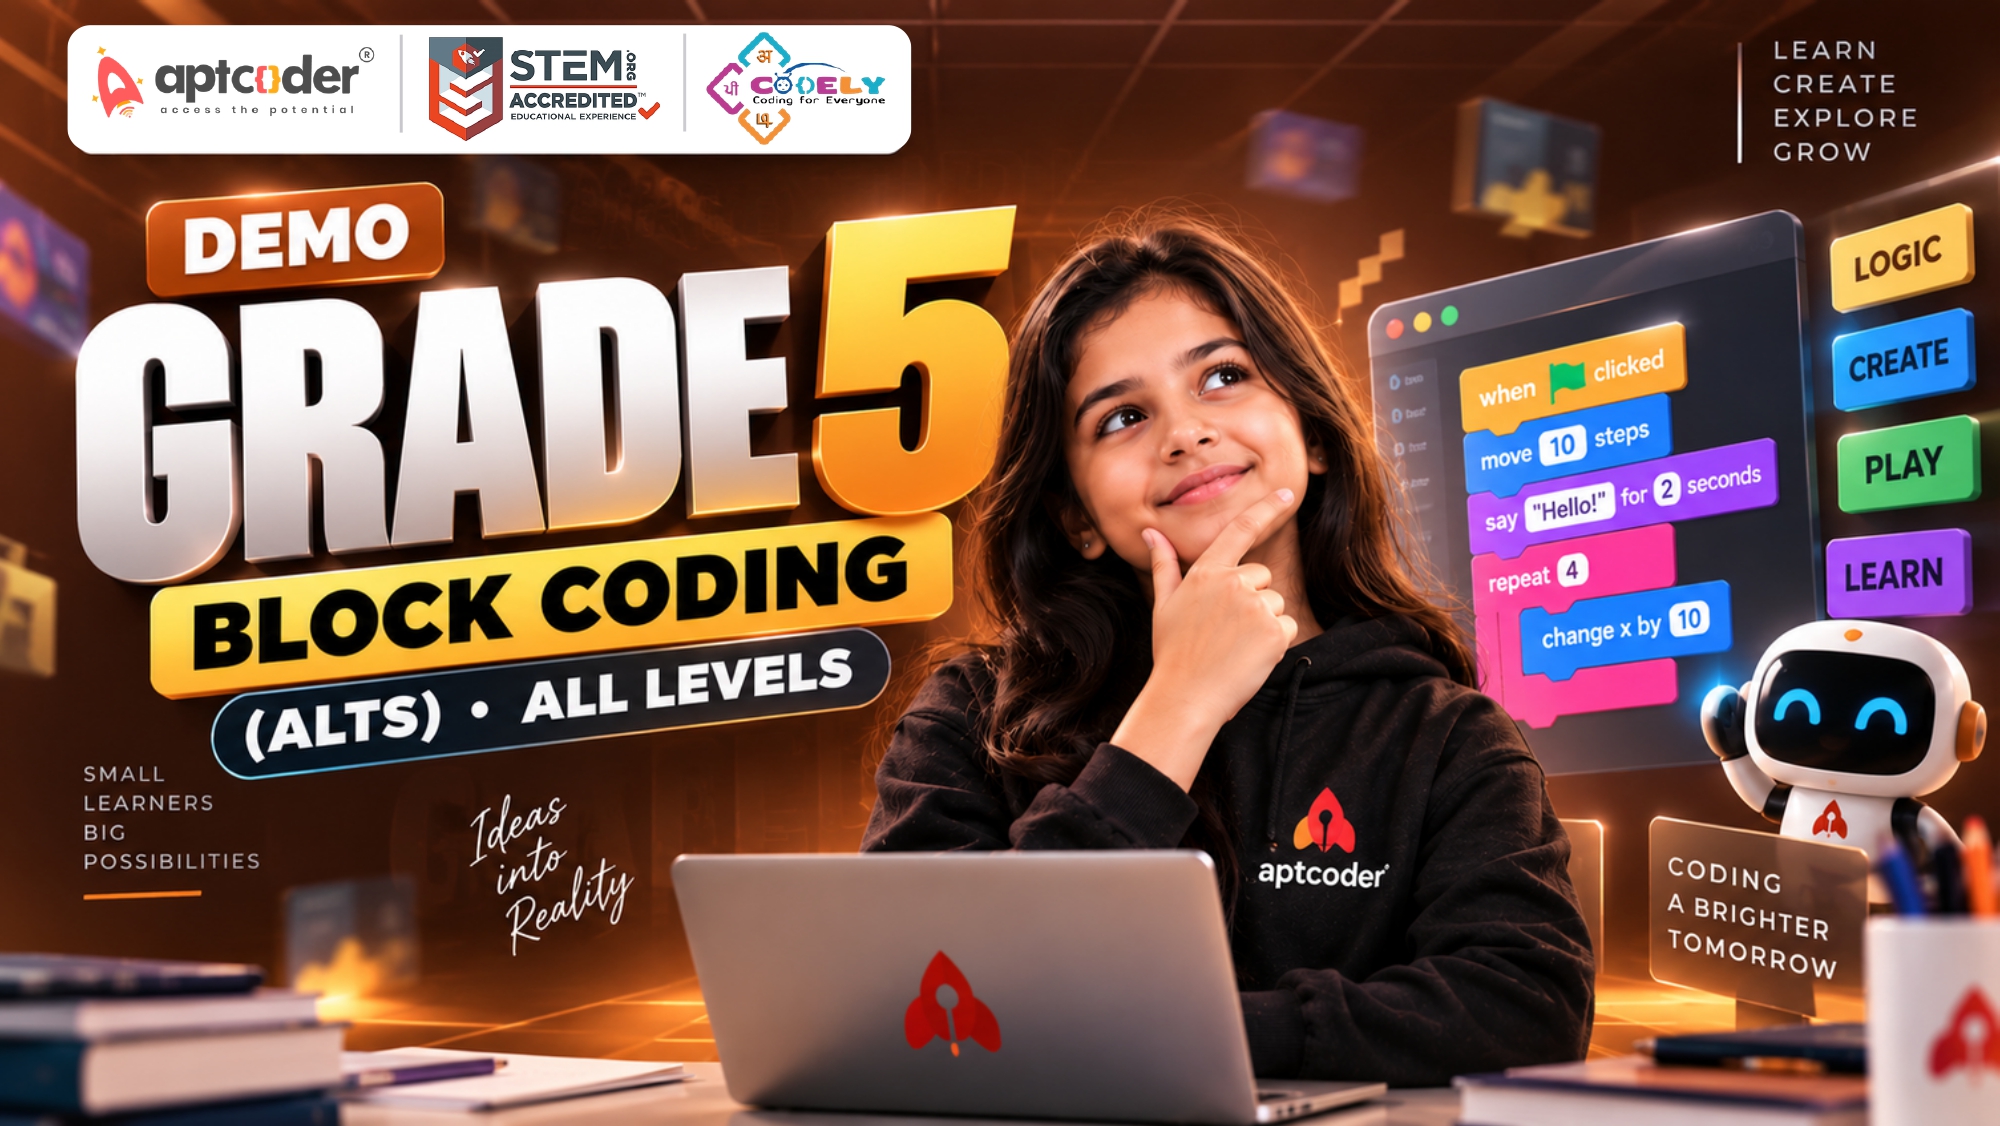 aptcoder®
access the potential
STEM.ORG
ACCREDITED™
EDUCATIONAL EXPERIENCE
अ
पी
CODELY
Coding for Everyone
LEARN
CREATE
EXPLORE
GROW
DEMO
GRADE 5
BLOCK CODING
(ALTS) • ALL LEVELS
SMALL
LEARNERS
BIG
POSSIBILITIES
Ideas
into
Reality
when clicked
move 10 steps
say "Hello!" for 2 seconds
repeat 4
change x by 10
LOGIC
CREATE
PLAY
LEARN
aptcoder
CODING
A BRIGHTER
TOMORROW